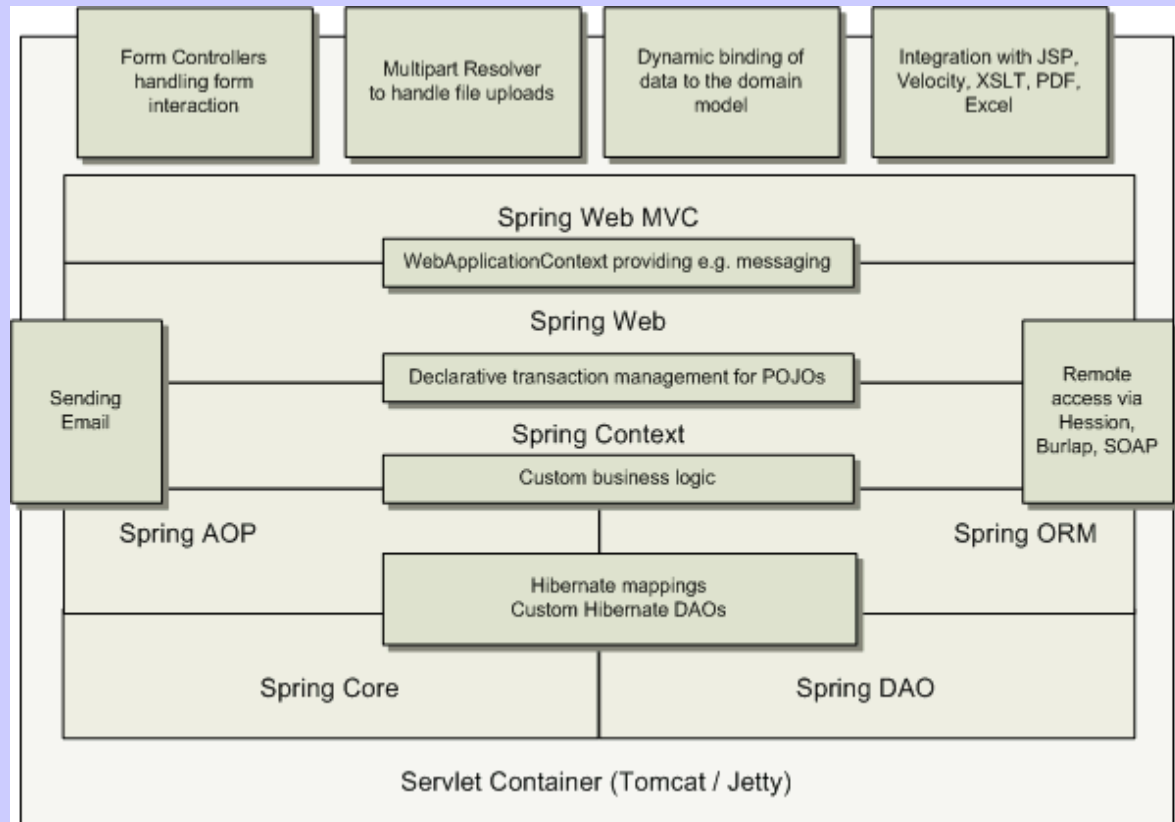 Form Controllers
handling form
interaction
Multipart Resolver
to handle file uploads
Dynamic binding of
data to the domain
model
Integration with JSP,
Velocity, XSLT, PDF,
Excel
Spring Web MVC
WebApplicationContext providing e.g. messaging
Spring Web
Sending
Email
Declarative transaction management for POJOs
Remote
access via
Hession,
Burlap, SOAP
Spring Context
Custom business logic
Spring AOP
Spring ORM
Hibernate mappings
Custom Hibernate DAOs
Spring Core
Spring DAO
Servlet Container (Tomcat / Jetty)